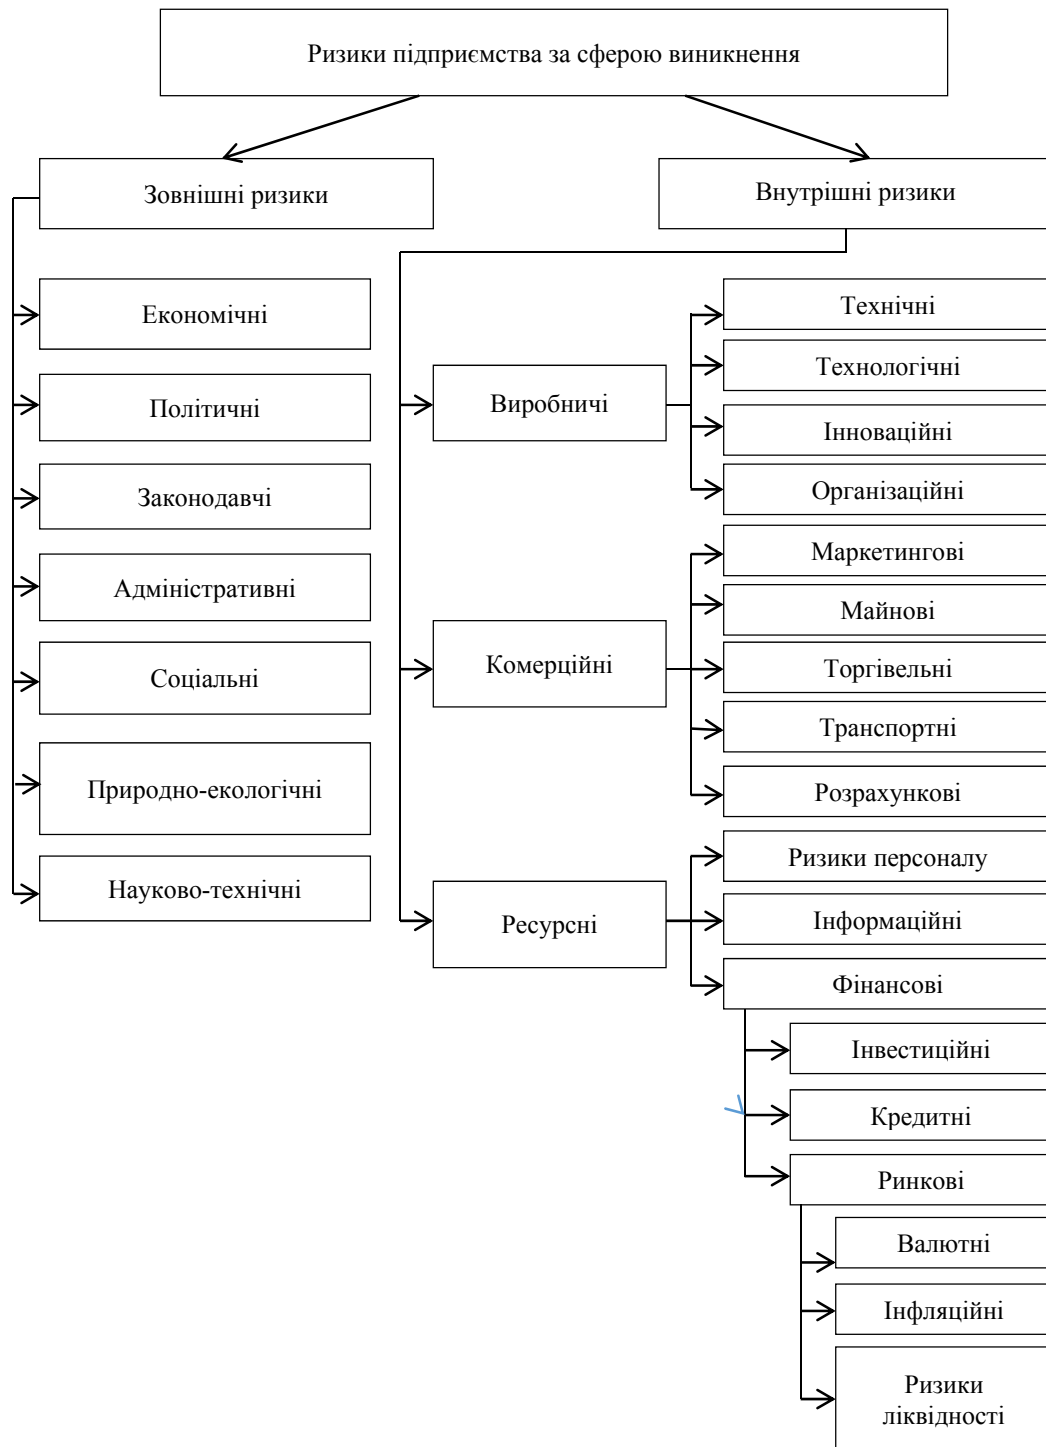 Ризики підприємства за сферою виникнення
Зовнішні ризики
Внутрішні ризики
Економічні
Політичні
Законодавчі
Адміністративні
Соціальні
Природно-екологічні
Науково-технічні
Виробничі
Технічні
Технологічні
Інноваційні
Організаційні
Комерційні
Маркетингові
Майнові
Торгівельні
Транспортні
Розрахункові
Ресурсні
Ризики персоналу
Інформаційні
Фінансові
Інвестиційні
Кредитні
Ринкові
Валютні
Інфляційні
Ризики
ліквідності